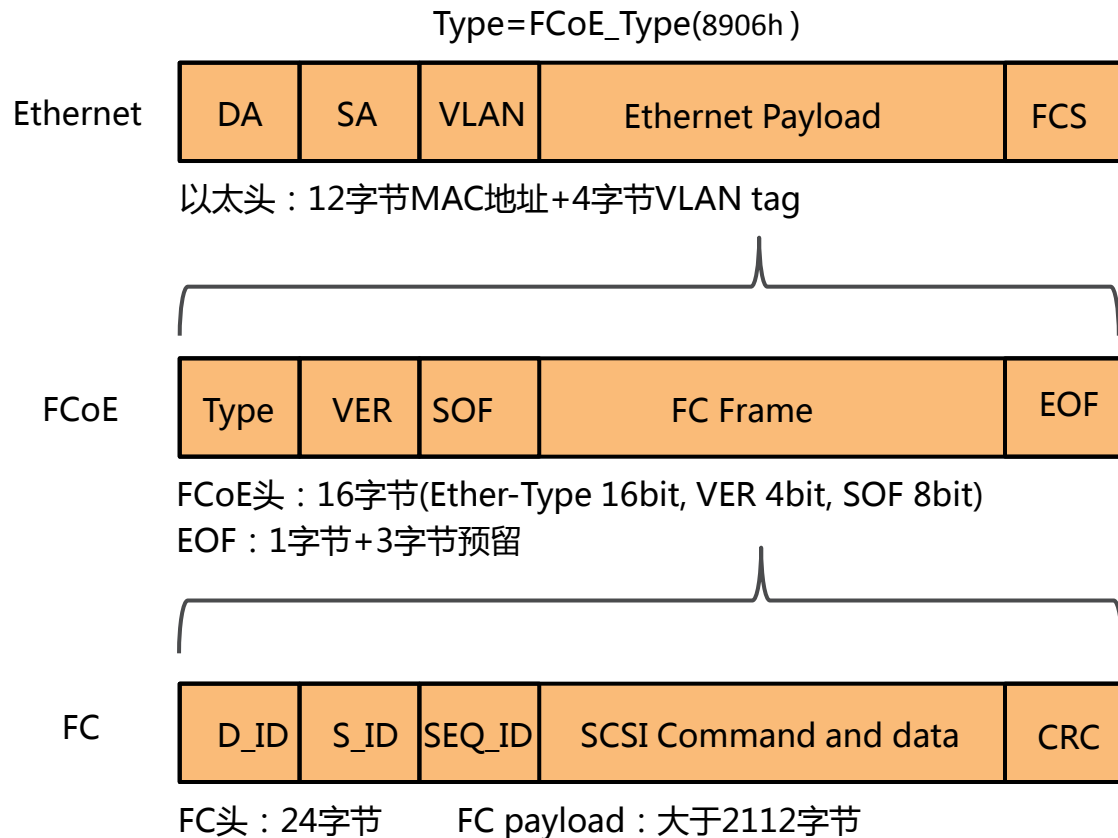 Type=FCoE_Type(8906h )
Ethernet DA SA VLAN Ethernet Payload FCS
以太头：12字节MAC地址+4字节VLAN tag
FCoE Type VER SOF FC Frame EOF
FCoE头：16字节(Ether-Type 16bit, VER 4bit, SOF 8bit)
EOF：1字节+3字节预留
FC D_ID S_ID SEQ_ID SCSI Command and data CRC
FC头：24字节 FC payload：大于2112字节